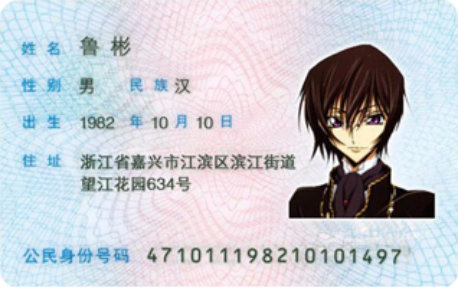 姓名 鲁彬
性别 男 民族 汉
出生 1982 年 10 月 10 日
住址 浙江省嘉兴市江滨区滨江街道
望江花园634号
公民身份号码 471011198210101497